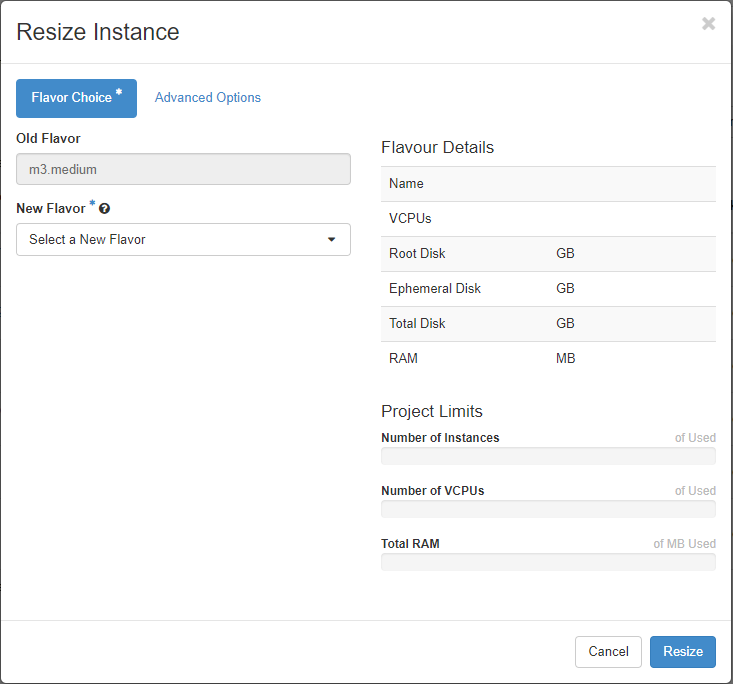 Resize Instance
×
Flavor Choice *
Advanced Options
Old Flavor
m3.medium
New Flavor * ?
Select a New Flavor
Flavour Details
Name
VCPUs
Root Disk GB
Ephemeral Disk GB
Total Disk GB
RAM MB
Project Limits
Number of Instances of Used
Number of VCPUs of Used
Total RAM of MB Used
Cancel Resize